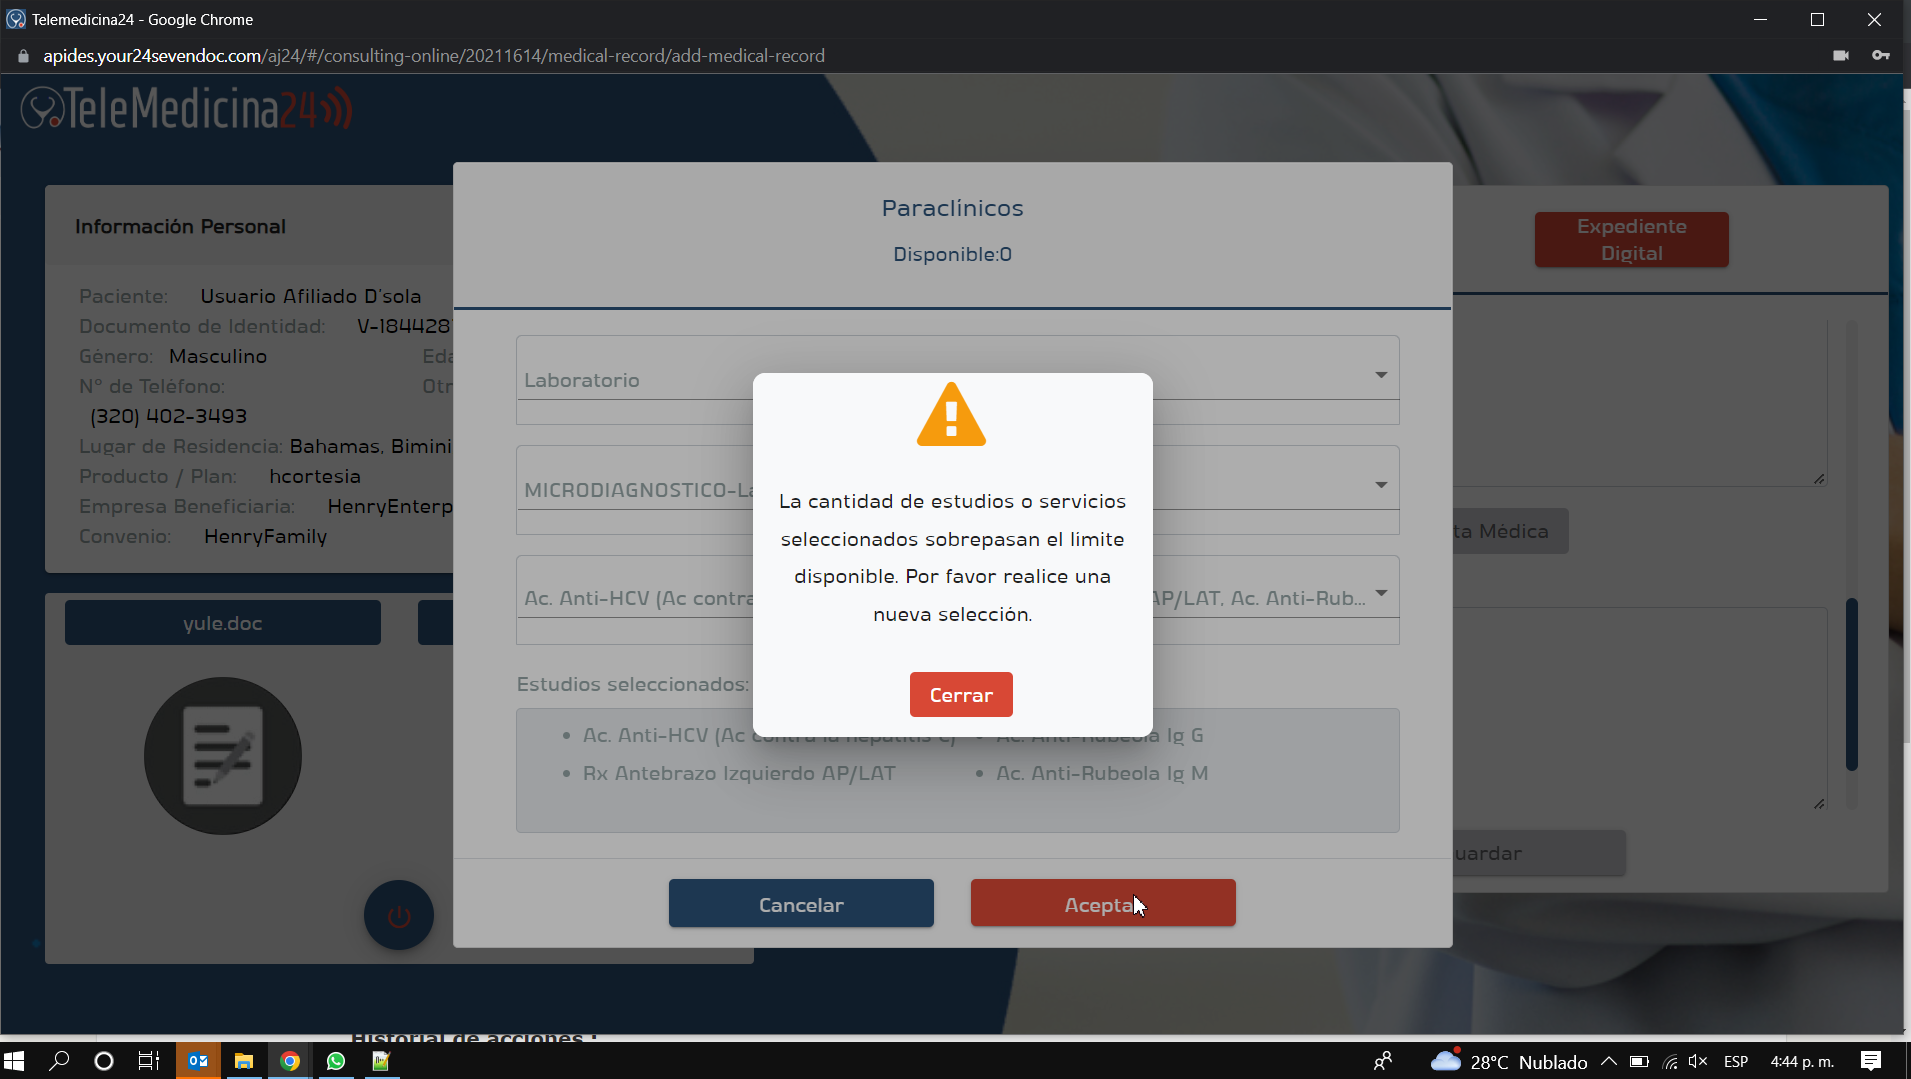 Telemedicina24 - Google Chrome
apides.your24sevendoc.com/aj24/#/consulting-online/20211614/medical-record/add-medical-record
TeleMedicina24
Información Personal
Paciente: Usuario Afiliado D'sola
Documento de Identidad: V-184428
Género: Masculino
N° de Teléfono:
(320) 402-3493
Lugar de Residencia: Bahamas, Bimini
Producto / Plan: hcortesia
Empresa Beneficiaria: HenryEnterp
Convenio: HenryFamily
yule.doc
Paraclínicos
Disponible:0
Laboratorio
MICRODIAGNOSTICO-La
Ac. Anti-HCV (Ac contra
AP/LAT, Ac. Anti-Rub...
Estudios seleccionados:
• Ac. Anti-HCV (Ac contra la hepatitis C)
• Ac. Anti-Rubeola Ig G
• Rx Antebrazo Izquierdo AP/LAT
• Ac. Anti-Rubeola Ig M
Cancelar
Acepta
La cantidad de estudios o servicios
seleccionados sobrepasan el limite
disponible. Por favor realice una
nueva selección.
Cerrar
Expediente
Digital
ta Médica
uardar
Historial de acciones :
28°C Nublado
ESP
4:44 p. m.